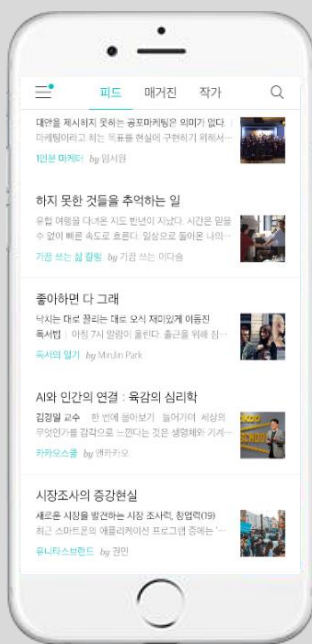 피드 매거진 작가
대안을 제시하지 못하는 공포마케팅은 의미가 없다. |
마케팅이라고 하는 목표를 현실에 구현하기 위해서…
1인분 마케터 by 임서원
하지 못한 것들을 추억하는 일
유럽 여행을 다녀온 지도 반년이 지났다. 시간은 믿을
수 없이 빠른 속도로 흐른다. 일상으로 돌아온 나의…
가끔 쓰는 삶 칼럼 by 가끔 쓰는 이다솔
좋아하면 다 그래
낚시는 대로 끌리는 대로 오직 재미있게 이동진
독서법 | 아침 7시 알람이 울린다. 출근을 위해 잠…
독서의 일기 by MinJin Park
AI와 인간의 연결 : 육감의 심리학
김경일 교수 한 번에 몰아보기 들어가며 세상의
무엇인가를 감각으로 느낀다는 것은 생명체와 기계…
카카오스쿨 by 앤카카오
시장조사의 증강현실
새로운 시장을 발견하는 시장 조사력, 창업력(19)
최근 스마트폰의 애플리케이션 프로그램 중에는 '…
유니타스브랜드 by 권민
SCHOOL